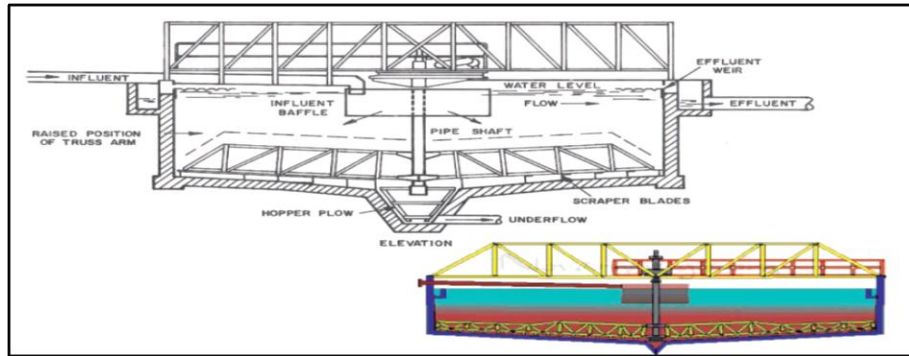 EFFLUENT
WEIR
INFLUENT
WATER LEVEL
FLOW
EFFLUENT
INFLUENT
BAFFLE
RAISED POSITION
OF TRUSS ARM
PIPE SHAFT
SCRAPER BLADES
HOPPER PLOW
UNDERFLOW
ELEVATION